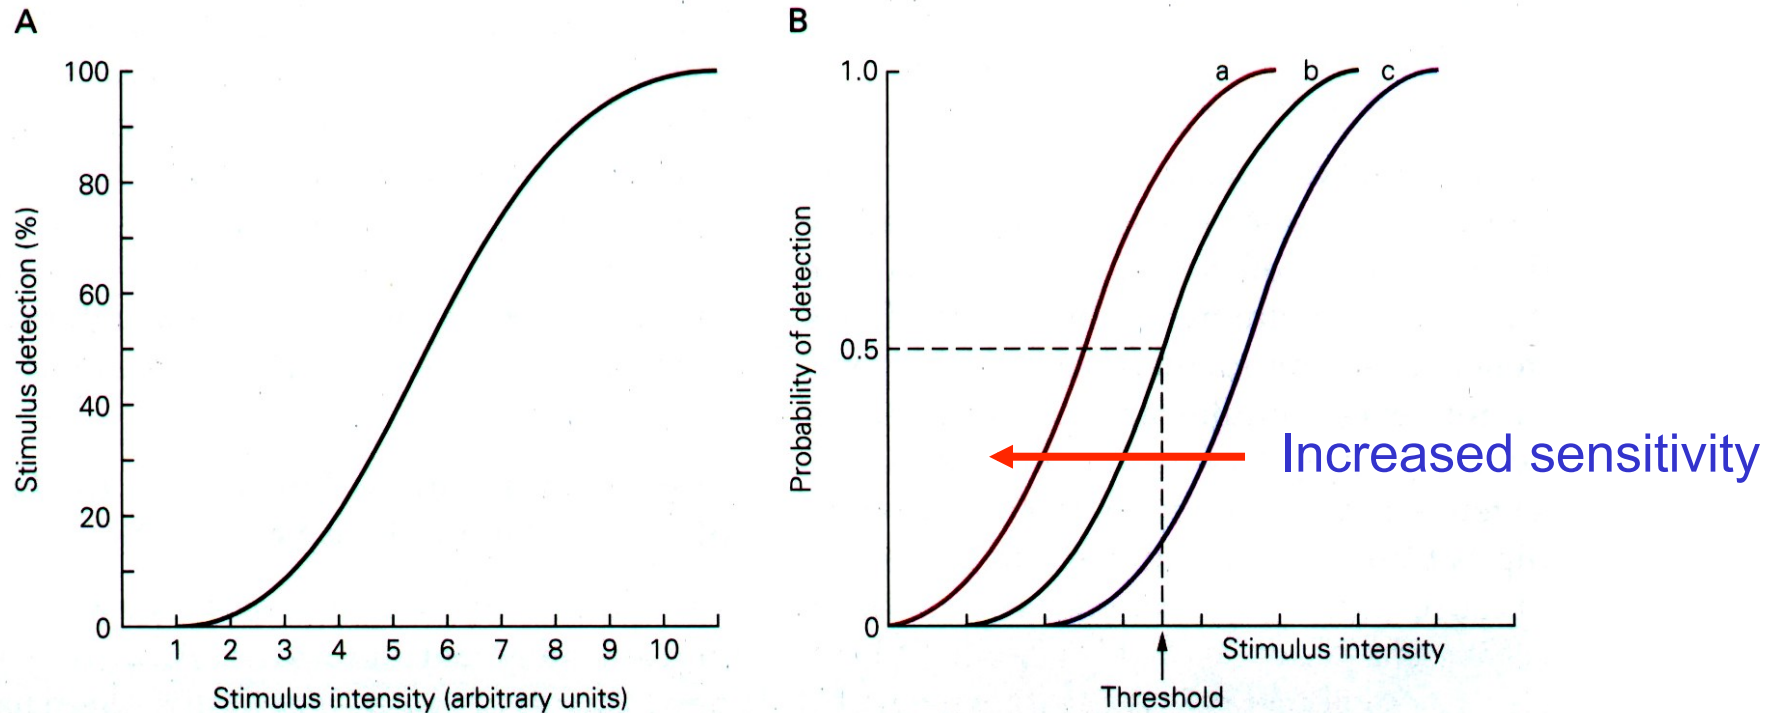 A
100
80
60
40
20
0
Stimulus detection (%)
1 2 3 4 5 6 7 8 9 10
Stimulus intensity (arbitrary units)
B
1.0
0.5
0
Probability of detection
a b c
Increased sensitivity
Stimulus intensity
Threshold